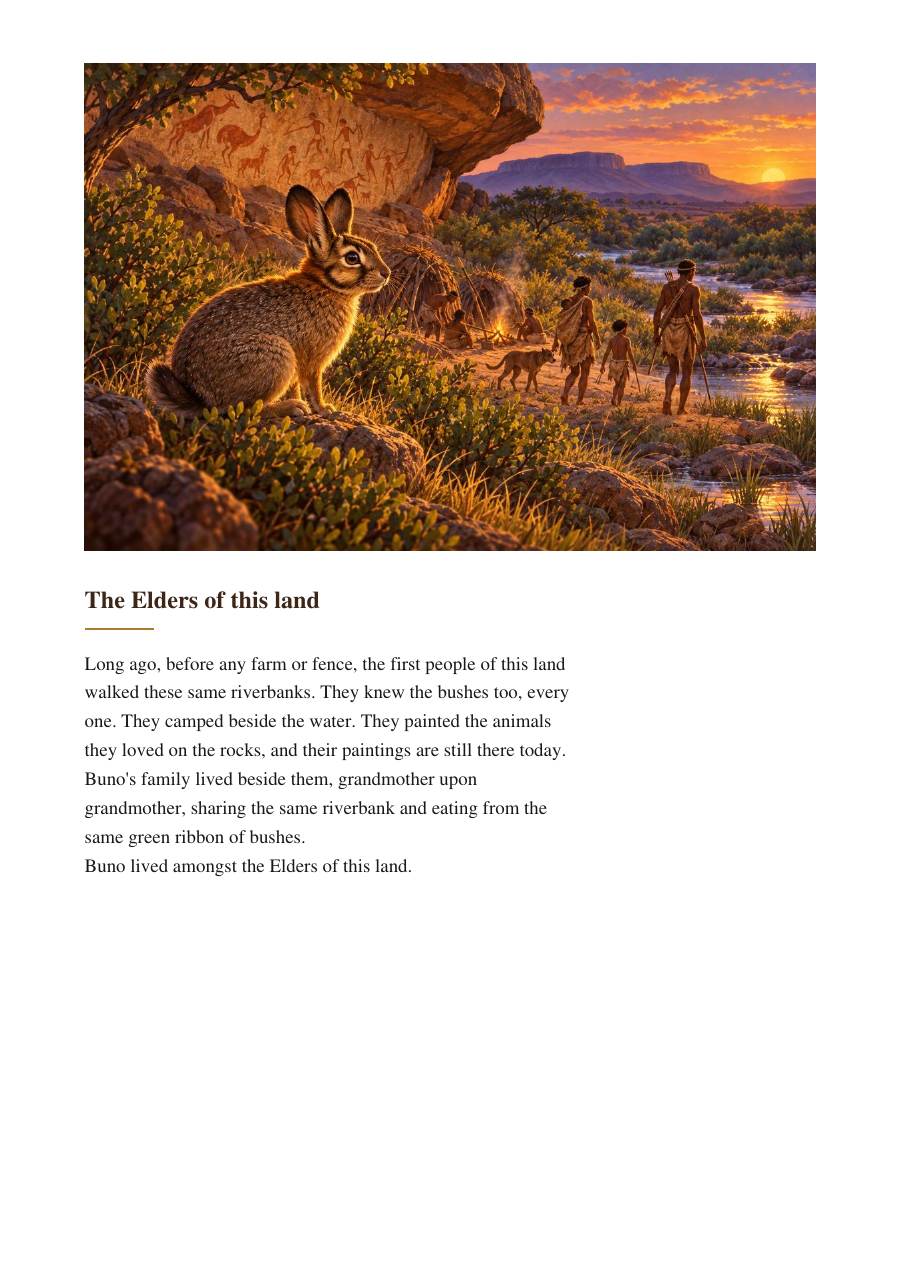 The Elders of this land
Long ago, before any farm or fence, the first people of this land
walked these same riverbanks. They knew the bushes too, every
one. They camped beside the water. They painted the animals
they loved on the rocks, and their paintings are still there today.
Buno's family lived beside them, grandmother upon
grandmother, sharing the same riverbank and eating from the
same green ribbon of bushes.
Buno lived amongst the Elders of this land.